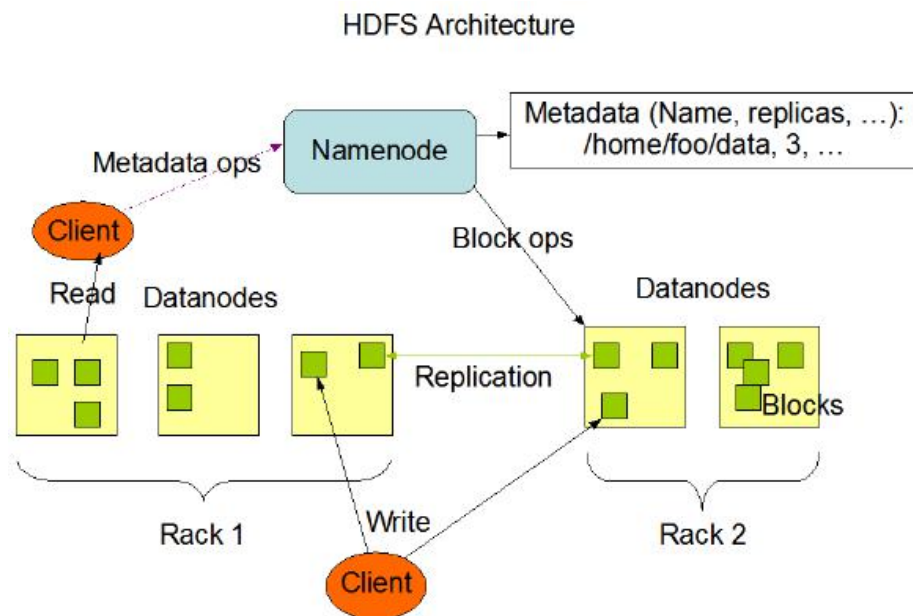 HDFS Architecture
Metadata (Name, replicas, …):
/home/foo/data, 3, …
Namenode
Metadata ops
Client
Block ops
Read
Datanodes
Datanodes
Replication
Blocks
Rack 1
Write
Rack 2
Client